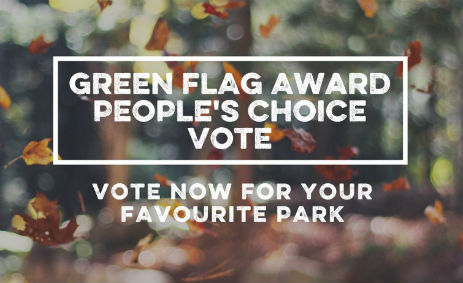 GREEN FLAG AWARD
PEOPLE'S CHOICE
VOTE
VOTE NOW FOR YOUR
FAVOURITE PARK